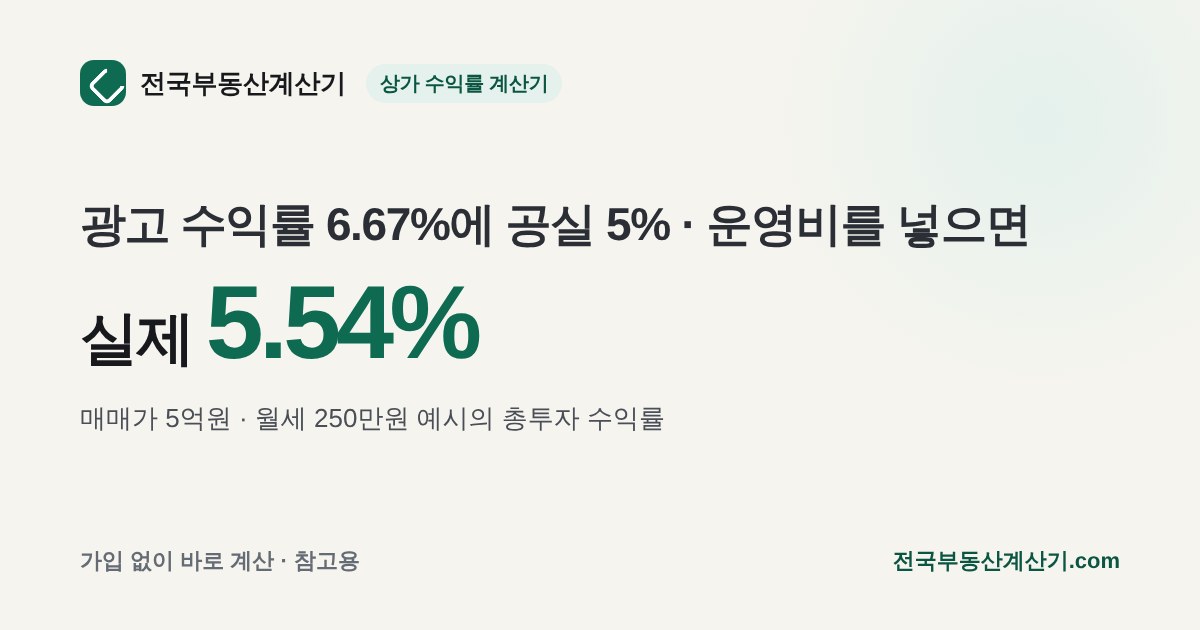 전국부동산계산기 상가 수익률 계산기
광고 수익률 6.67%에 공실 5% · 운영비를 넣으면
실제 5.54%
매매가 5억원 · 월세 250만원 예시의 총투자 수익률
가입 없이 바로 계산 · 참고용 전국부동산계산기.com